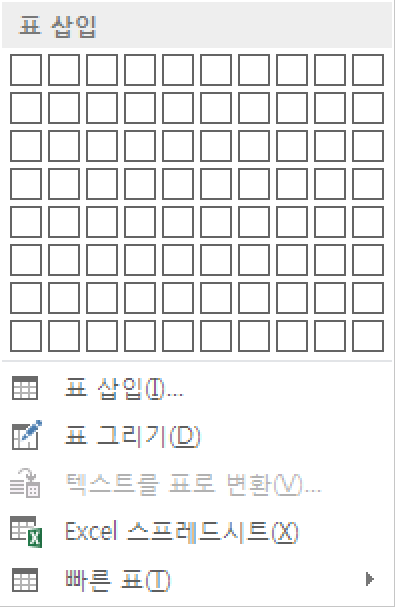 표 삽입
표 삽입(I)...
표 그리기(D)
텍스트를 표로 변환(V)...
Excel 스프레드시트(X)
빠른 표(T)